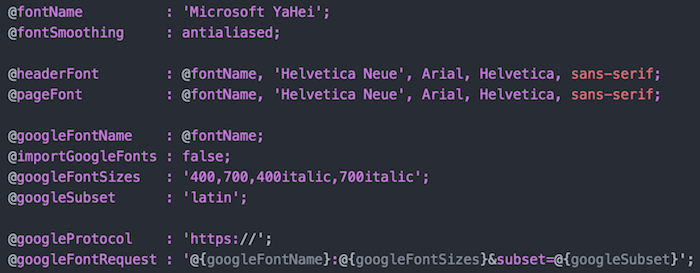 @fontName          : 'Microsoft YaHei';
@fontSmoothing     : antialiased;
@headerFont        : @fontName, 'Helvetica Neue', Arial, Helvetica, sans-serif;
@pageFont          : @fontName, 'Helvetica Neue', Arial, Helvetica, sans-serif;
@googleFontName    : @fontName;
@importGoogleFonts : false;
@googleFontSizes   : '400,700,400italic,700italic';
@googleSubset      : 'latin';
@googleProtocol    : 'https://';
@googleFontRequest : '@{googleFontName}:@{googleFontSizes}&subset=@{googleSubset}';